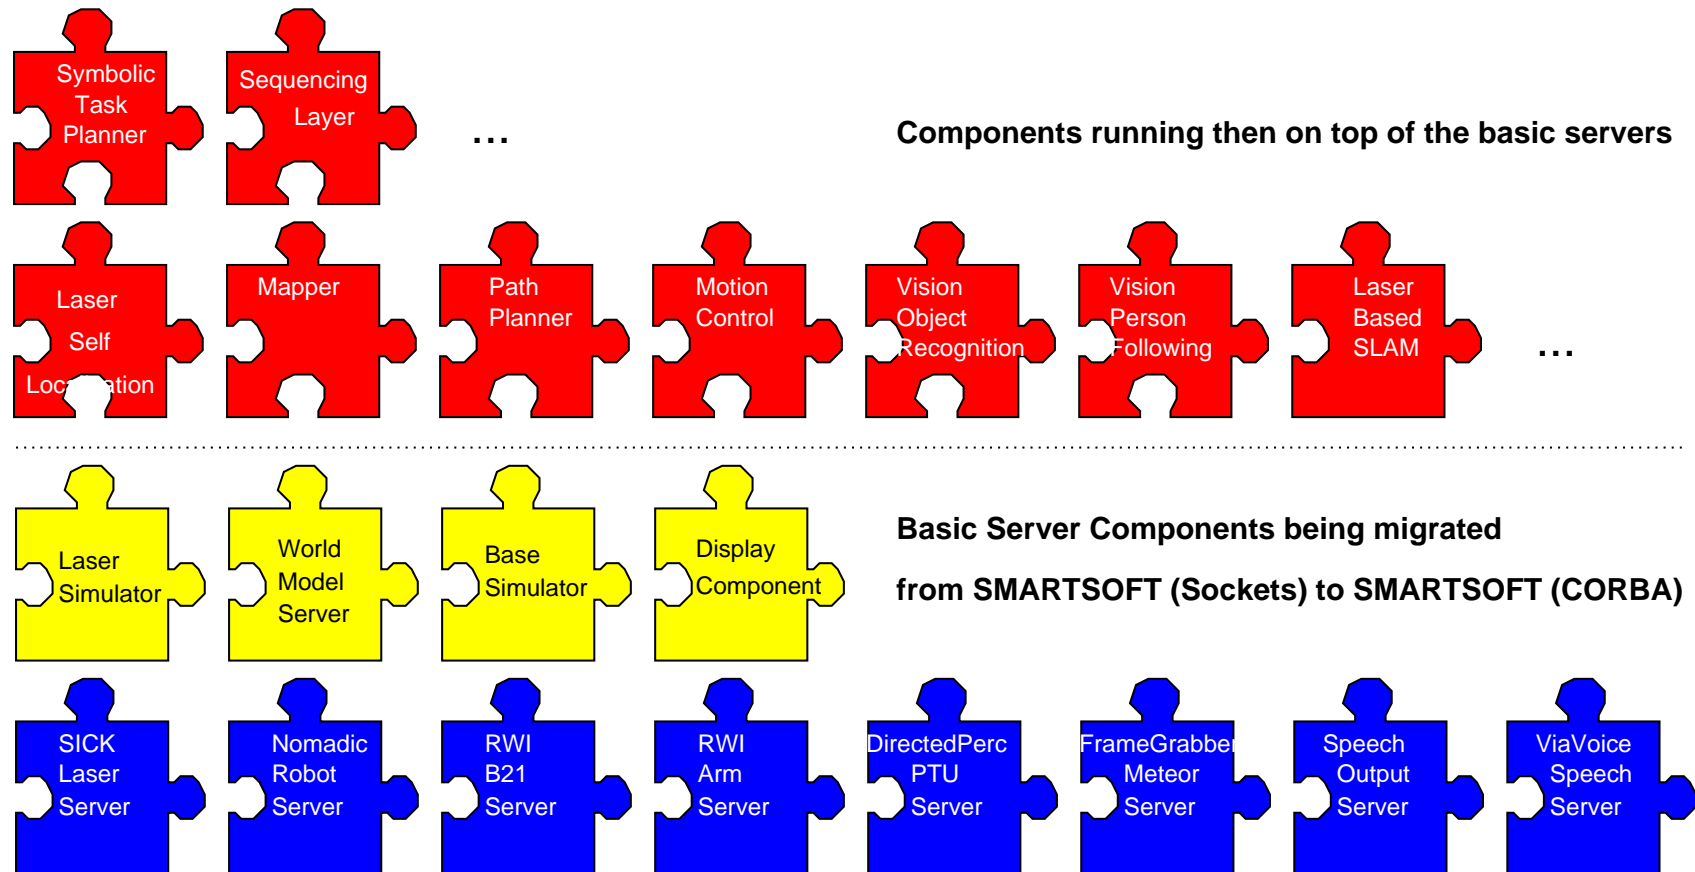 Symbolic
Task
Planner
Sequencing
Layer
...
Components running then on top of the basic servers
Laser
Self
Localization
Mapper
Path
Planner
Motion
Control
Vision
Object
Recognition
Vision
Person
Following
Laser
Based
SLAM
...
Laser
Simulator
World
Model
Server
Base
Simulator
Display
Component
Basic Server Components being migrated
from SMARTSOFT (Sockets) to SMARTSOFT (CORBA)
SICK
Laser
Server
Nomadic
Robot
Server
RWI
B21
Server
RWI
Arm
Server
DirectedPerc
PTU
Server
FrameGrabber
Meteor
Server
Speech
Output
Server
ViaVoice
Speech
Server